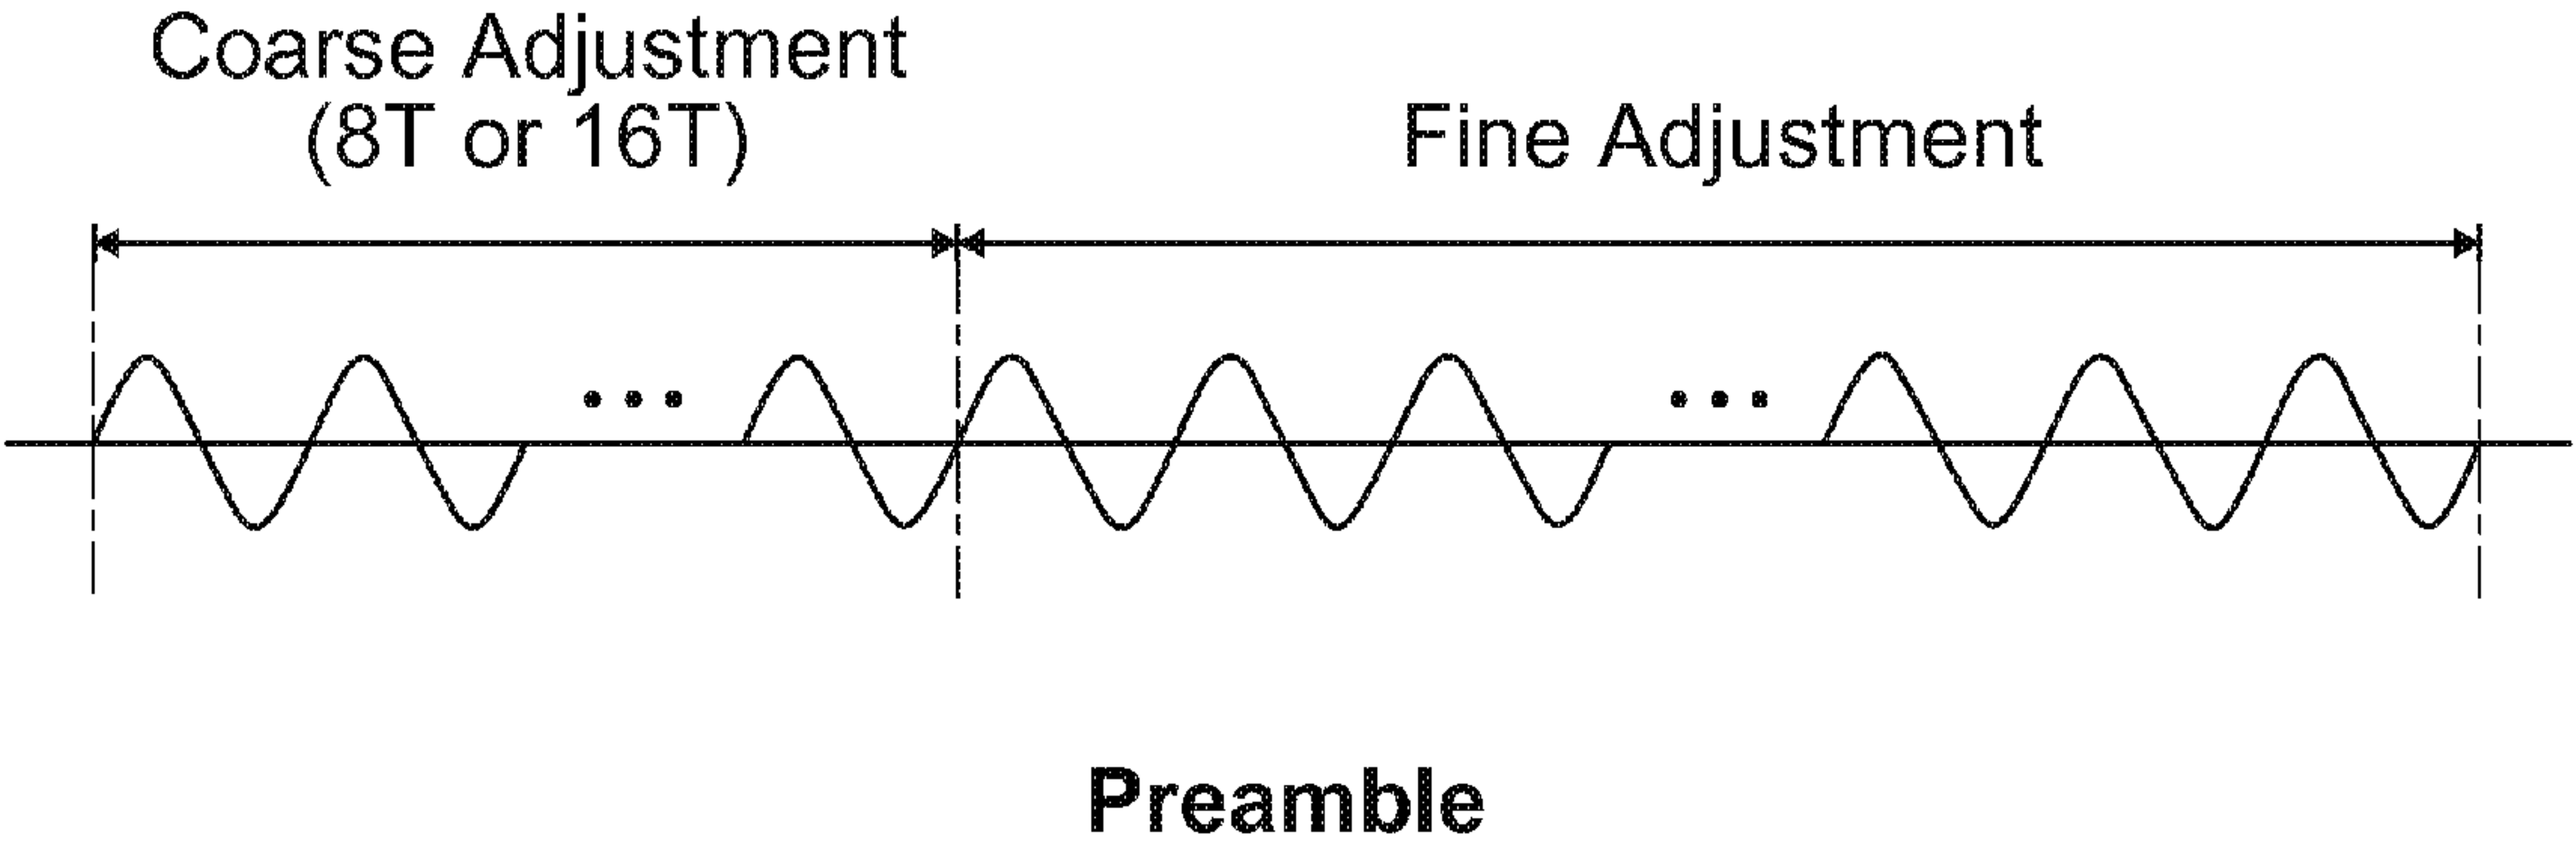 Coarse Adjustment
(8T or 16T)
Fine Adjustment
Preamble